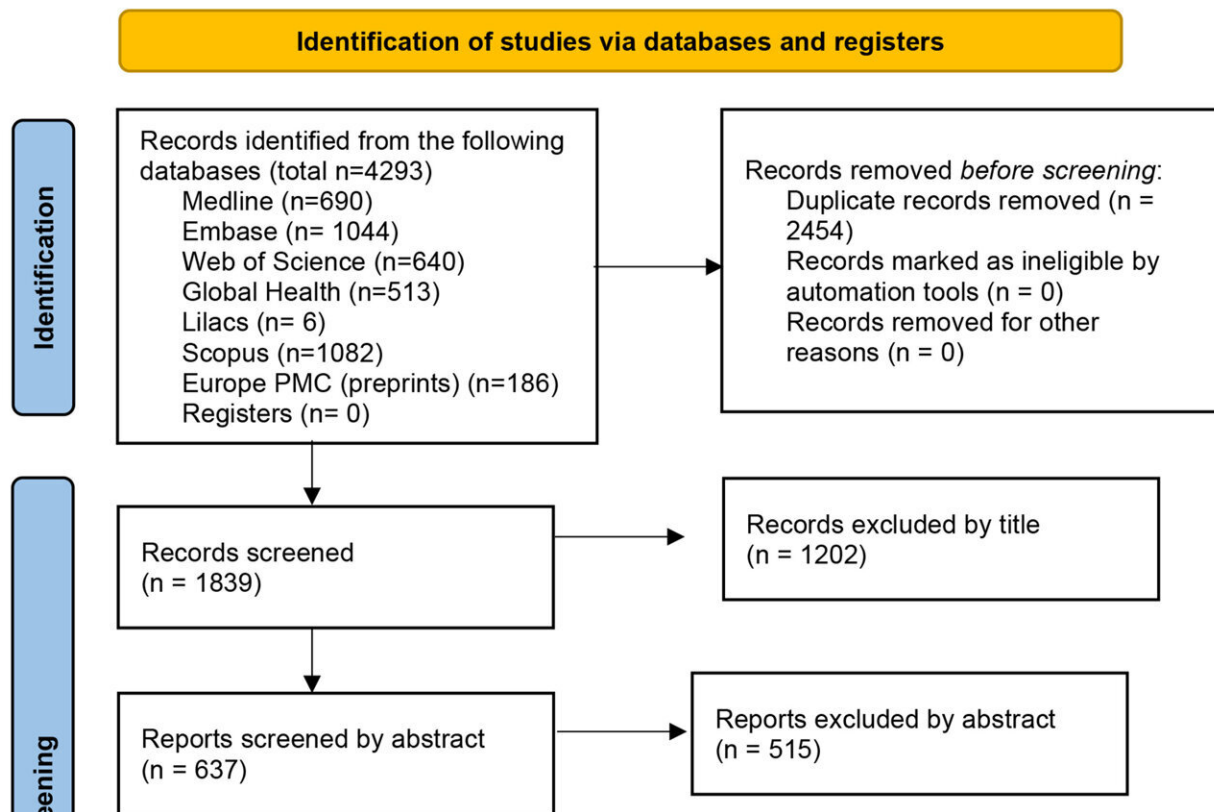 Identification of studies via databases and registers
Identification
Records identified from the following
databases (total n=4293)
Medline (n=690)
Embase (n= 1044)
Web of Science (n=640)
Global Health (n=513)
Lilacs (n= 6)
Scopus (n=1082)
Europe PMC (preprints) (n=186)
Registers (n= 0)
Records removed before screening:
Duplicate records removed (n =
2454)
Records marked as ineligible by
automation tools (n = 0)
Records removed for other
reasons (n = 0)
Records screened
(n = 1839)
Records excluded by title
(n = 1202)
Reports screened by abstract
(n = 637)
Reports excluded by abstract
(n = 515)
eening